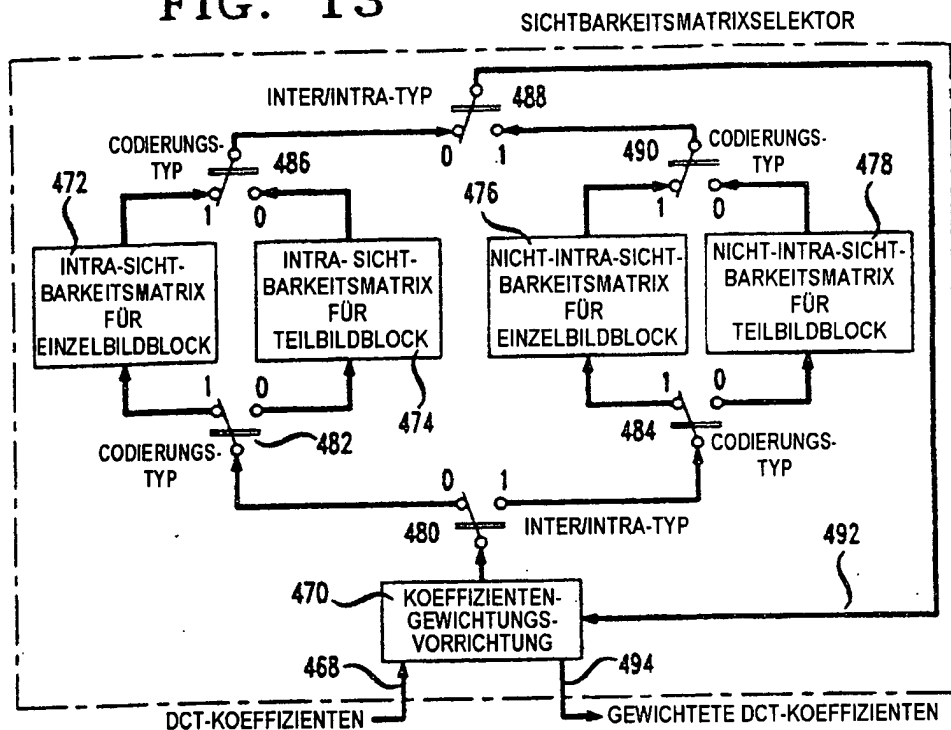 FIG. 13
SICHTBARKEITSMATRIXSELEKTOR
INTER/INTRA-TYP
488
0 1
CODIERUNGS-
TYP
486
1 0
490
CODIERUNGS-
TYP
1 0
472
476
478
INTRA-SICHT-
BARKEITSMATRIX
FÜR
EINZELBILDBLOCK
INTRA- SICHT-
BARKEITSMATRIX
FÜR
TEILBILDBLOCK
NICHT-INTRA-SICHT-
BARKEITSMATRIX
FÜR
EINZELBILDBLOCK
NICHT-INTRA-SICHT-
BARKEITSMATRIX
FÜR
TEILBILDBLOCK
1 0
482
474
CODIERUNGS-
TYP
1 0
484
CODIERUNGS-
TYP
0 1
480
INTER/INTRA-TYP
492
470
KOEFFIZIENTEN-
GEWICHTUNGS-
VORRICHTUNG
468
494
DCT-KOEFFIZIENTEN
GEWICHTETE DCT-KOEFFIZIENTEN